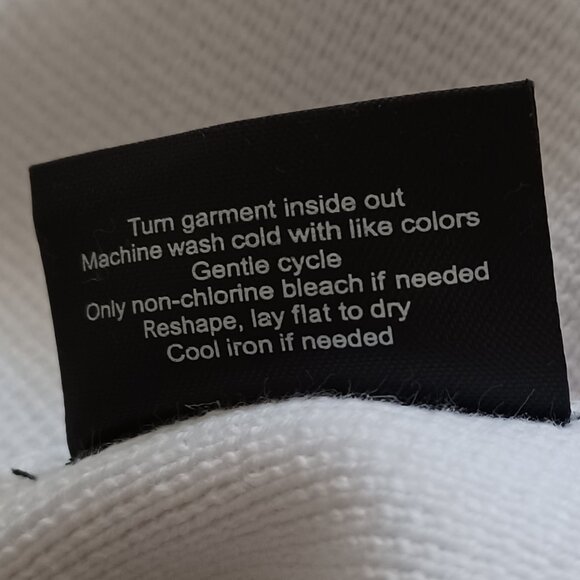 Turn garment inside out
Machine wash cold with like colors
Gentle cycle
Only non-chlorine bleach if needed
Reshape, lay flat to dry
Cool iron if needed